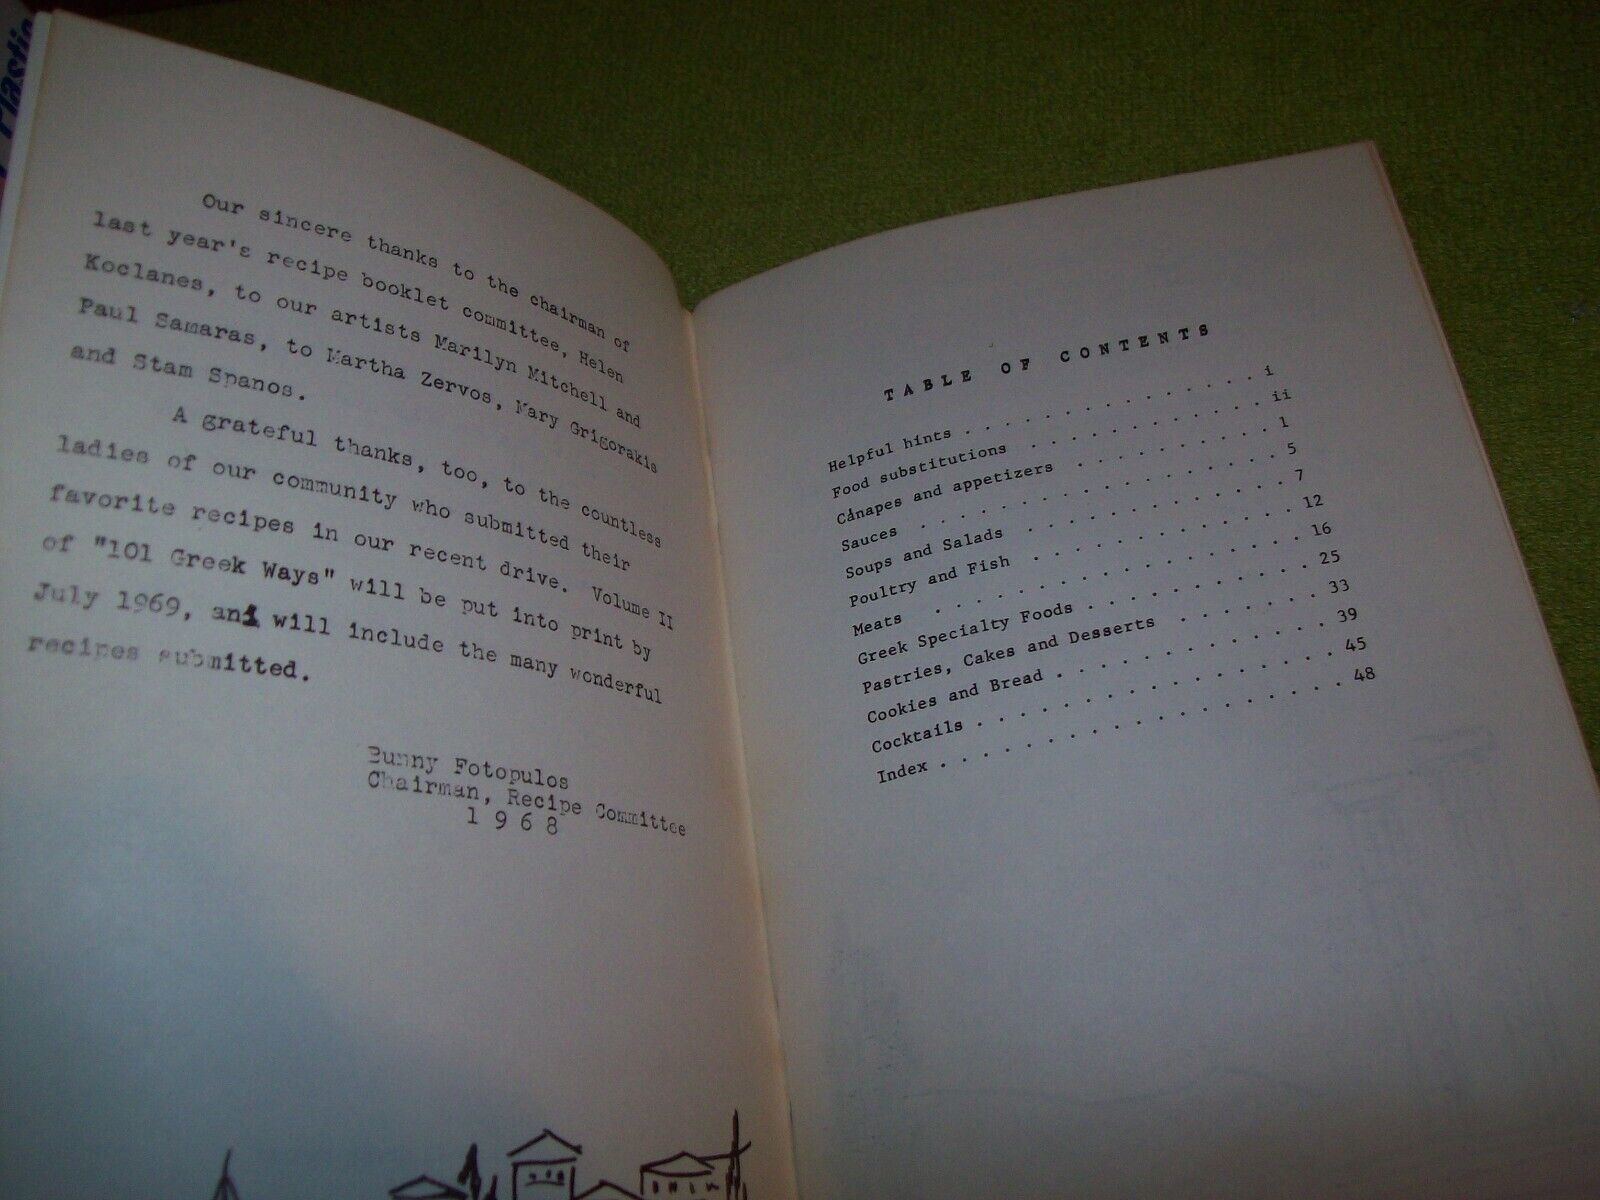 Plastic
Our sincere thanks to the chairman of
last year's recipe booklet committee, Helen
Koclanes, to our artists Marilyn Mitchell and
Paul Samaras, to Martha Zervos, Mary Grigorakis
and Stam Spanos.
A grateful thanks, too, to the countless
ladies of our community who submitted their
favorite recipes in our recent drive. Volume II
of "101 Greek Ways" will be put into print by
July 1969, and will include the many wonderful
recipes submitted.
Bunny Fotopulos
Chairman, Recipe Committee
1 9 6 8
TABLE OF CONTENTS
Helpful hints . . . . . . . . . . . . i
Food substitutions . . . . . . . . . . ii
Canapes and appetizers . . . . . . . . 1
Sauces . . . . . . . . . . . . . . 5
Soups and Salads . . . . . . . . . . 7
Poultry and Fish . . . . . . . . . . 12
Meats . . . . . . . . . . . . . . 16
Greek Specialty Foods . . . . . . . . 25
Pastries, Cakes and Desserts . . . . . 33
Cookies and Bread . . . . . . . . . . 39
Cocktails . . . . . . . . . . . . . 45
Index . . . . . . . . . . . . . . . 48